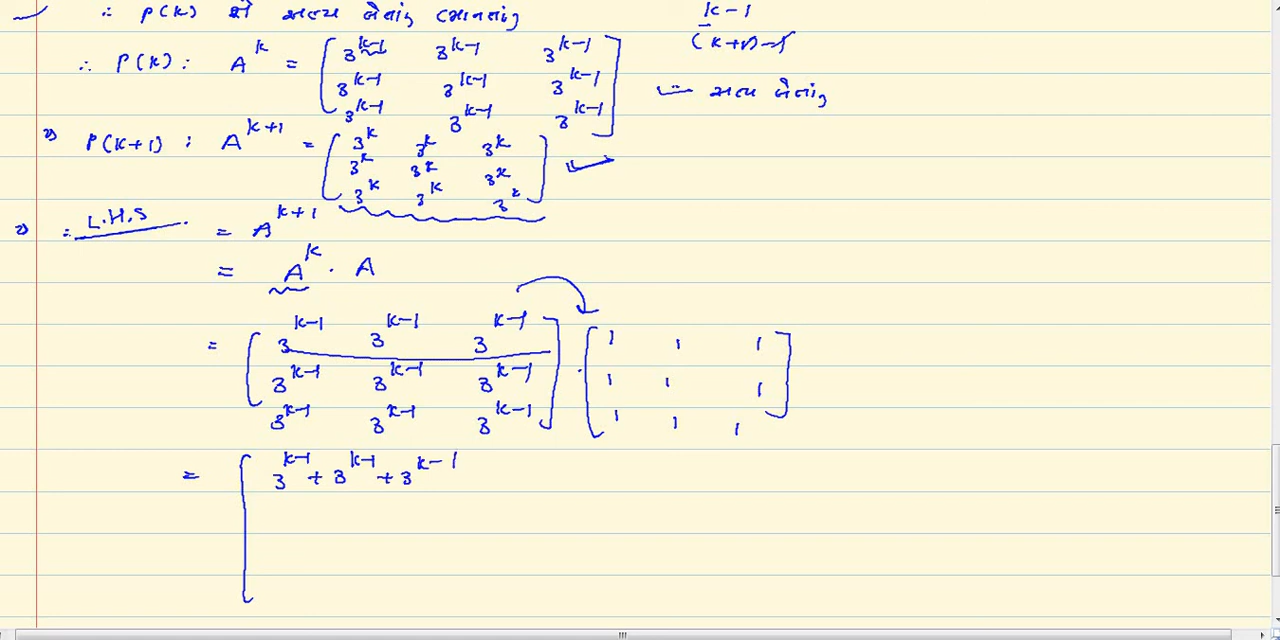 ∴ P(k) એ સત્ય લેતાં
∴ P(k) : A^k = [ 3^{k-1} 3^{k-1} 3^{k-1}
3^{k-1} 3^{k-1} 3^{k-1}
3^{k-1} 3^{k-1} 3^{k-1} ]
k-1
(k+1)-1
સત્ય લેતાં
P(k+1) : A^{k+1} = [ 3^k 3^k 3^k
3^k 3^k 3^k
3^k 3^k 3^k ]
: L.H.S = A^{k+1}
= A^k · A
= [ 3^{k-1} 3^{k-1} 3^{k-1} ] · [ 1 1 1
3^{k-1} 3^{k-1} 3^{k-1} 1 1 1
3^{k-1} 3^{k-1} 3^{k-1} 1 1 1 ]
= [ 3^{k-1} + 3^{k-1} + 3^{k-1}